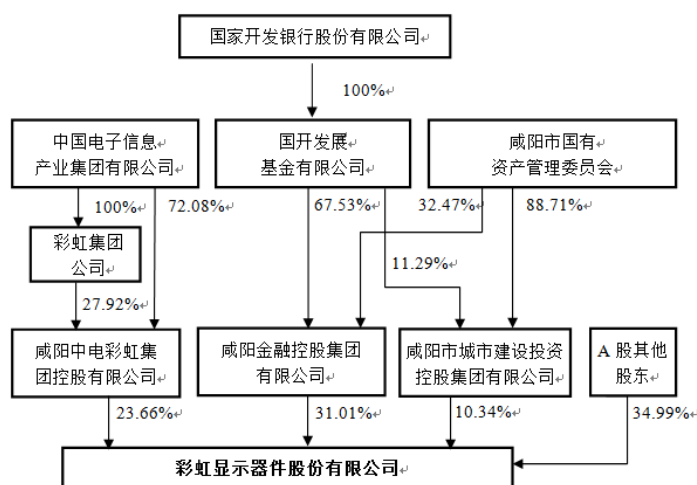 国家开发银行股份有限公司
100%
中国电子信息
产业集团有限公司
国开发展
基金有限公司
咸阳市国有
资产管理委员会
100%
72.08%
67.53%
32.47%
88.71%
彩虹集团
公司
11.29%
27.92%
咸阳中电彩虹集
团控股有限公司
咸阳金融控股集团
有限公司
咸阳市城市建设投资
控股集团有限公司
A 股其他
股东
23.66%
31.01%
10.34%
34.99%
彩虹显示器件股份有限公司